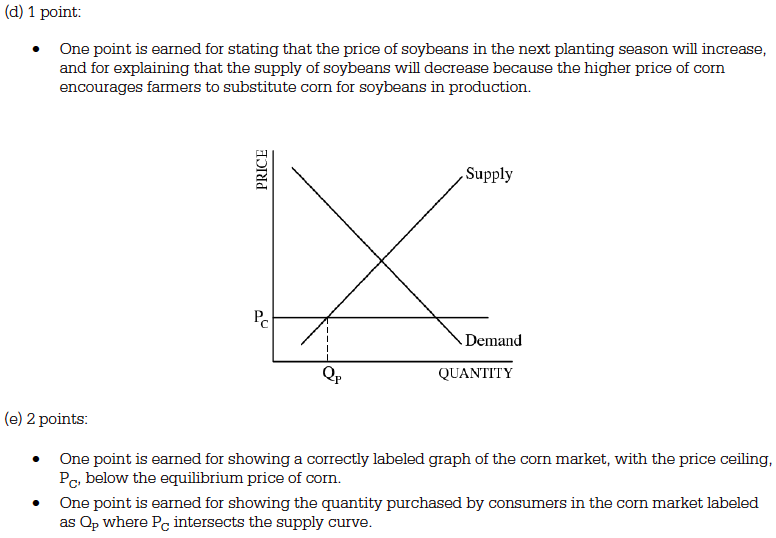 (d) 1 point:
• One point is earned for stating that the price of soybeans in the next planting season will increase,
and for explaining that the supply of soybeans will decrease because the higher price of corn
encourages farmers to substitute corn for soybeans in production.
PRICE
Supply
PC
Demand
QP
QUANTITY
(e) 2 points:
• One point is earned for showing a correctly labeled graph of the corn market, with the price ceiling,
PC, below the equilibrium price of corn.
• One point is earned for showing the quantity purchased by consumers in the corn market labeled
as QP where PC intersects the supply curve.